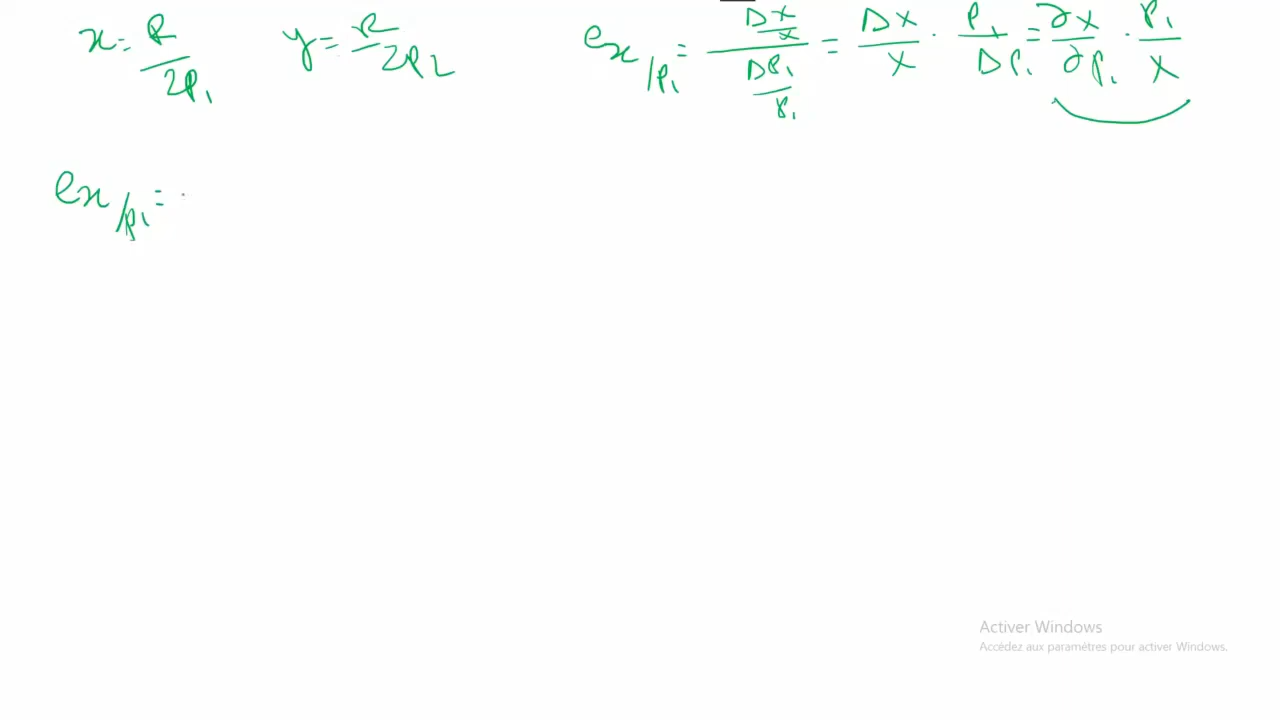 x = R / 2P₁    y = R / 2P₂    ex/P₁ = (Δx/x) / (ΔP₁/P₁) = Δx/x · P₁/ΔP₁ = ∂x/∂P₁ · P₁/x
ex/P₁ =
Activer Windows
Accédez aux paramètres pour activer Windows.